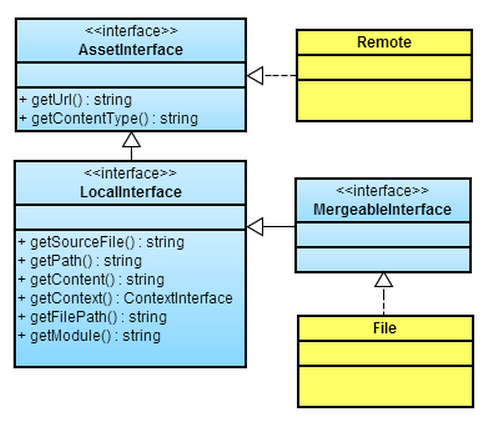 <<interface>>
AssetInterface
+ getUrl() : string
+ getContentType() : string
Remote
<<interface>>
LocalInterface
+ getSourceFile() : string
+ getPath() : string
+ getContent() : string
+ getContext() : ContextInterface
+ getFilePath() : string
+ getModule() : string
<<interface>>
MergeableInterface
File